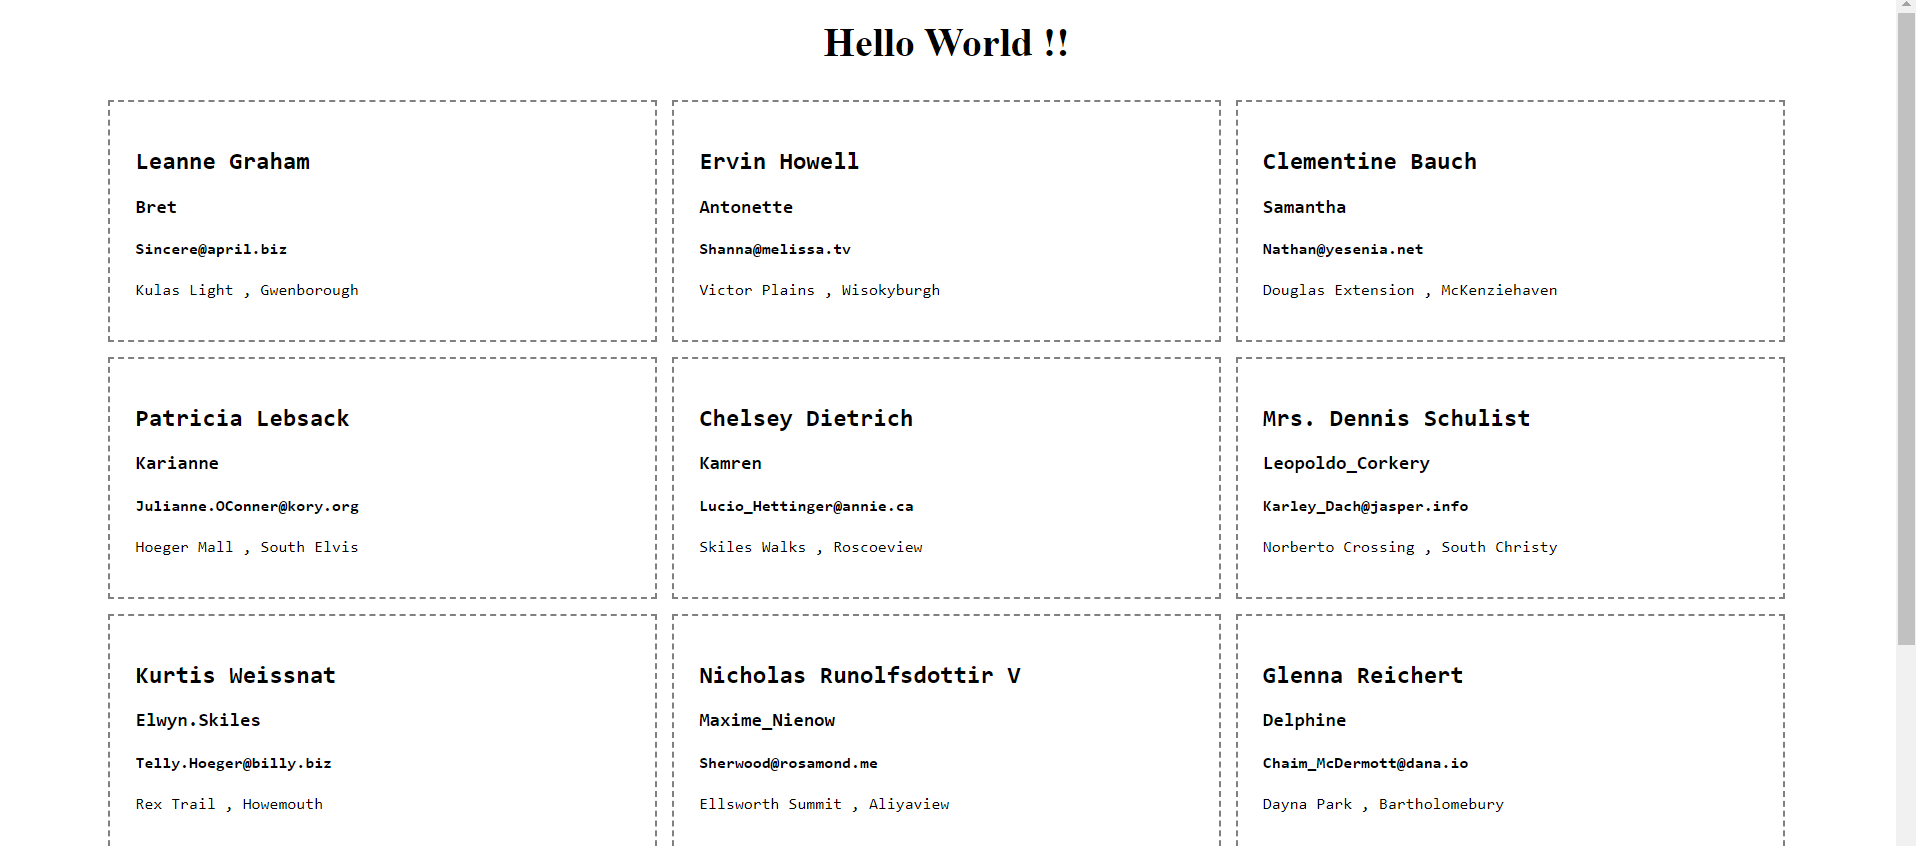 Hello World !!
Leanne Graham
Bret
Sincere@april.biz
Kulas Light , Gwenborough
Ervin Howell
Antonette
Shanna@melissa.tv
Victor Plains , Wisokyburgh
Clementine Bauch
Samantha
Nathan@yesenia.net
Douglas Extension , McKenziehaven
Patricia Lebsack
Karianne
Julianne.OConner@kory.org
Hoeger Mall , South Elvis
Chelsey Dietrich
Kamren
Lucio_Hettinger@annie.ca
Skiles Walks , Roscoeview
Mrs. Dennis Schulist
Leopoldo_Corkery
Karley_Dach@jasper.info
Norberto Crossing , South Christy
Kurtis Weissnat
Elwyn.Skiles
Telly.Hoeger@billy.biz
Rex Trail , Howemouth
Nicholas Runolfsdottir V
Maxime_Nienow
Sherwood@rosamond.me
Ellsworth Summit , Aliyaview
Glenna Reichert
Delphine
Chaim_McDermott@dana.io
Dayna Park , Bartholomebury